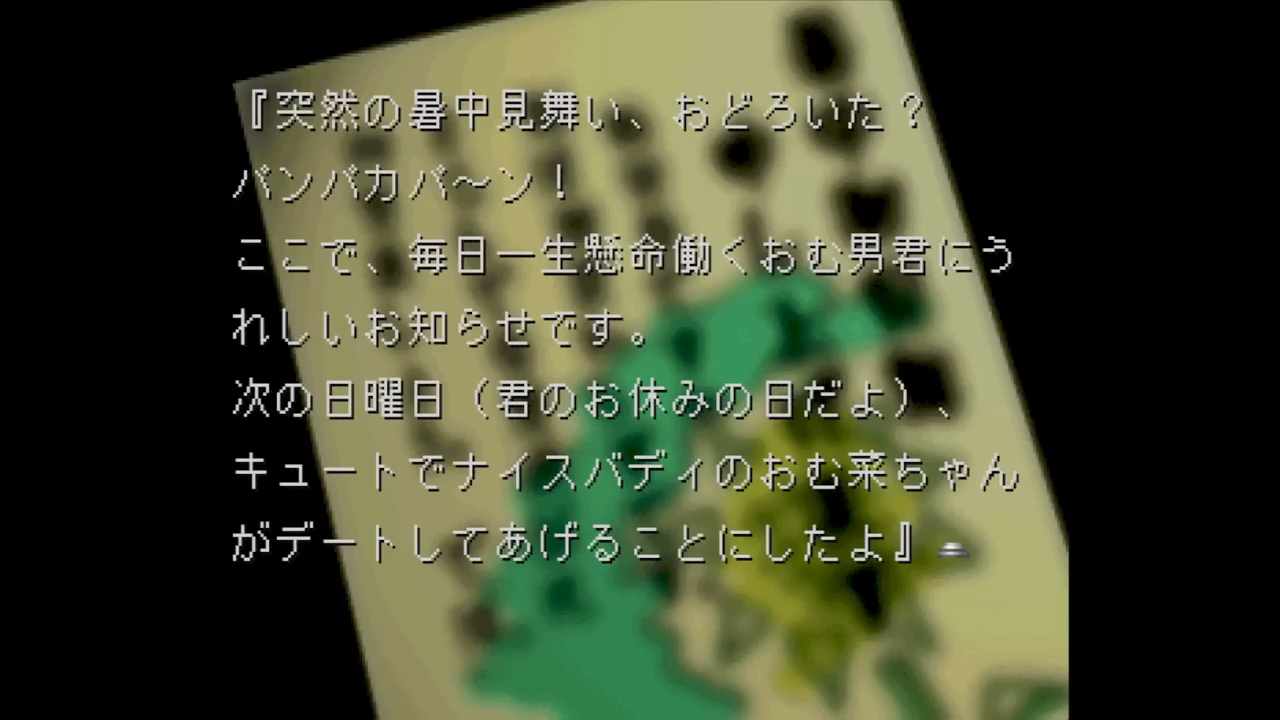 『突然の暑中見舞い、おどろいた？
パンパカパ〜ン！
ここで、毎日一生懸命働くおむ男君にう
れしいお知らせです。
次の日曜日（君のお休みの日だよ）、
キュートでナイスバディのおむ菜ちゃん
がデートしてあげることにしたよ』